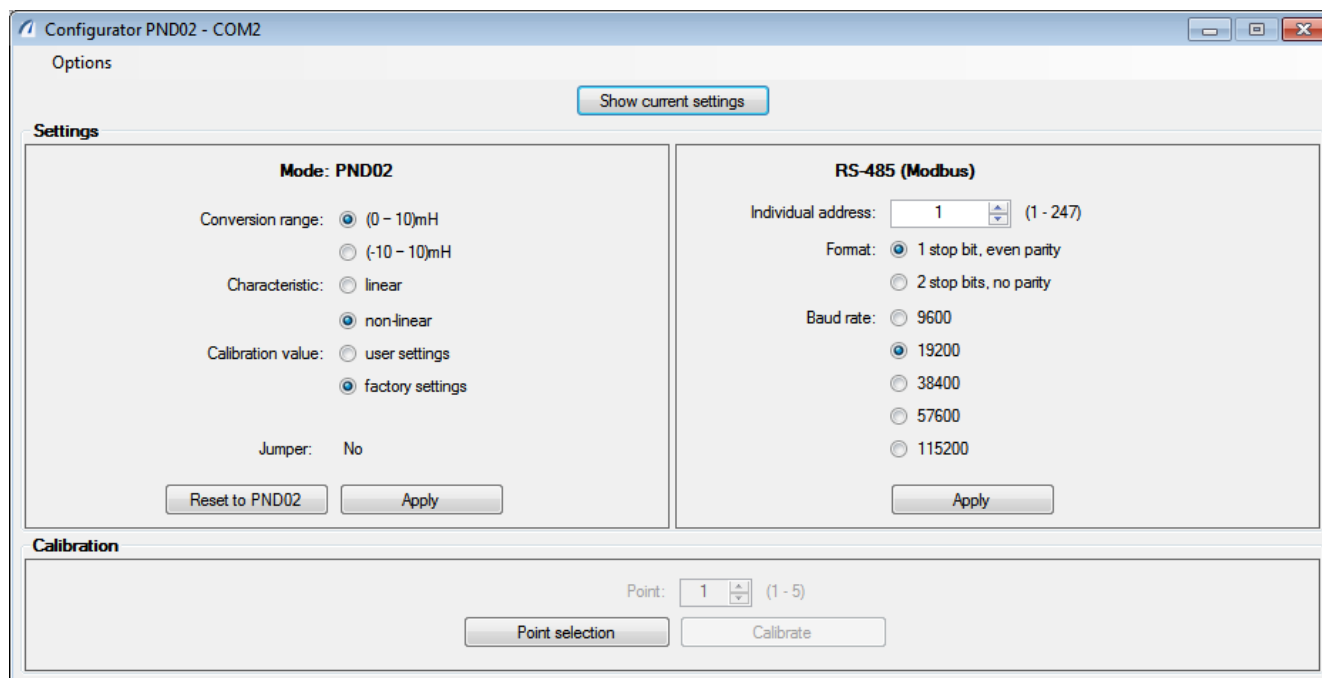 Configurator PND02 - COM2
Options
Show current settings
Settings
Mode: PND02
Conversion range: (0 – 10)mH
(-10 – 10)mH
Characteristic: linear
non-linear
Calibration value: user settings
factory settings
Jumper: No
Reset to PND02 Apply
RS-485 (Modbus)
Individual address: 1 (1 - 247)
Format: 1 stop bit, even parity
2 stop bits, no parity
Baud rate: 9600
19200
38400
57600
115200
Apply
Calibration
Point: 1 (1 - 5)
Point selection Calibrate